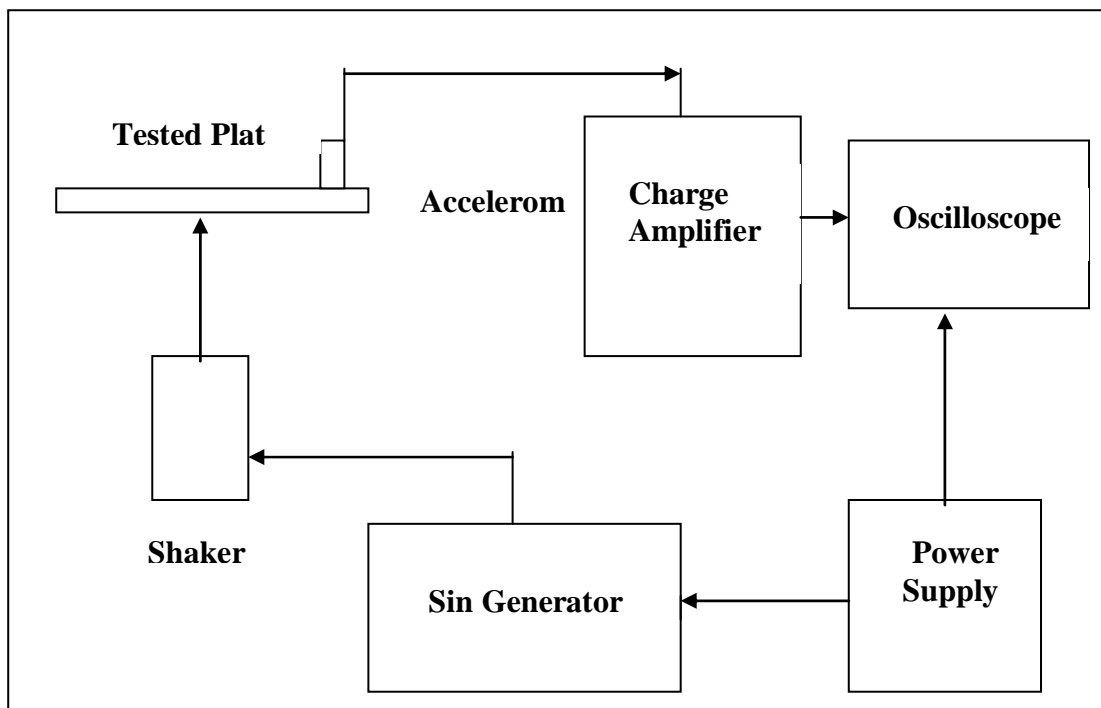 Tested Plat
Accelerom
Charge
Amplifier
Oscilloscope
Shaker
Sin Generator
Power
Supply